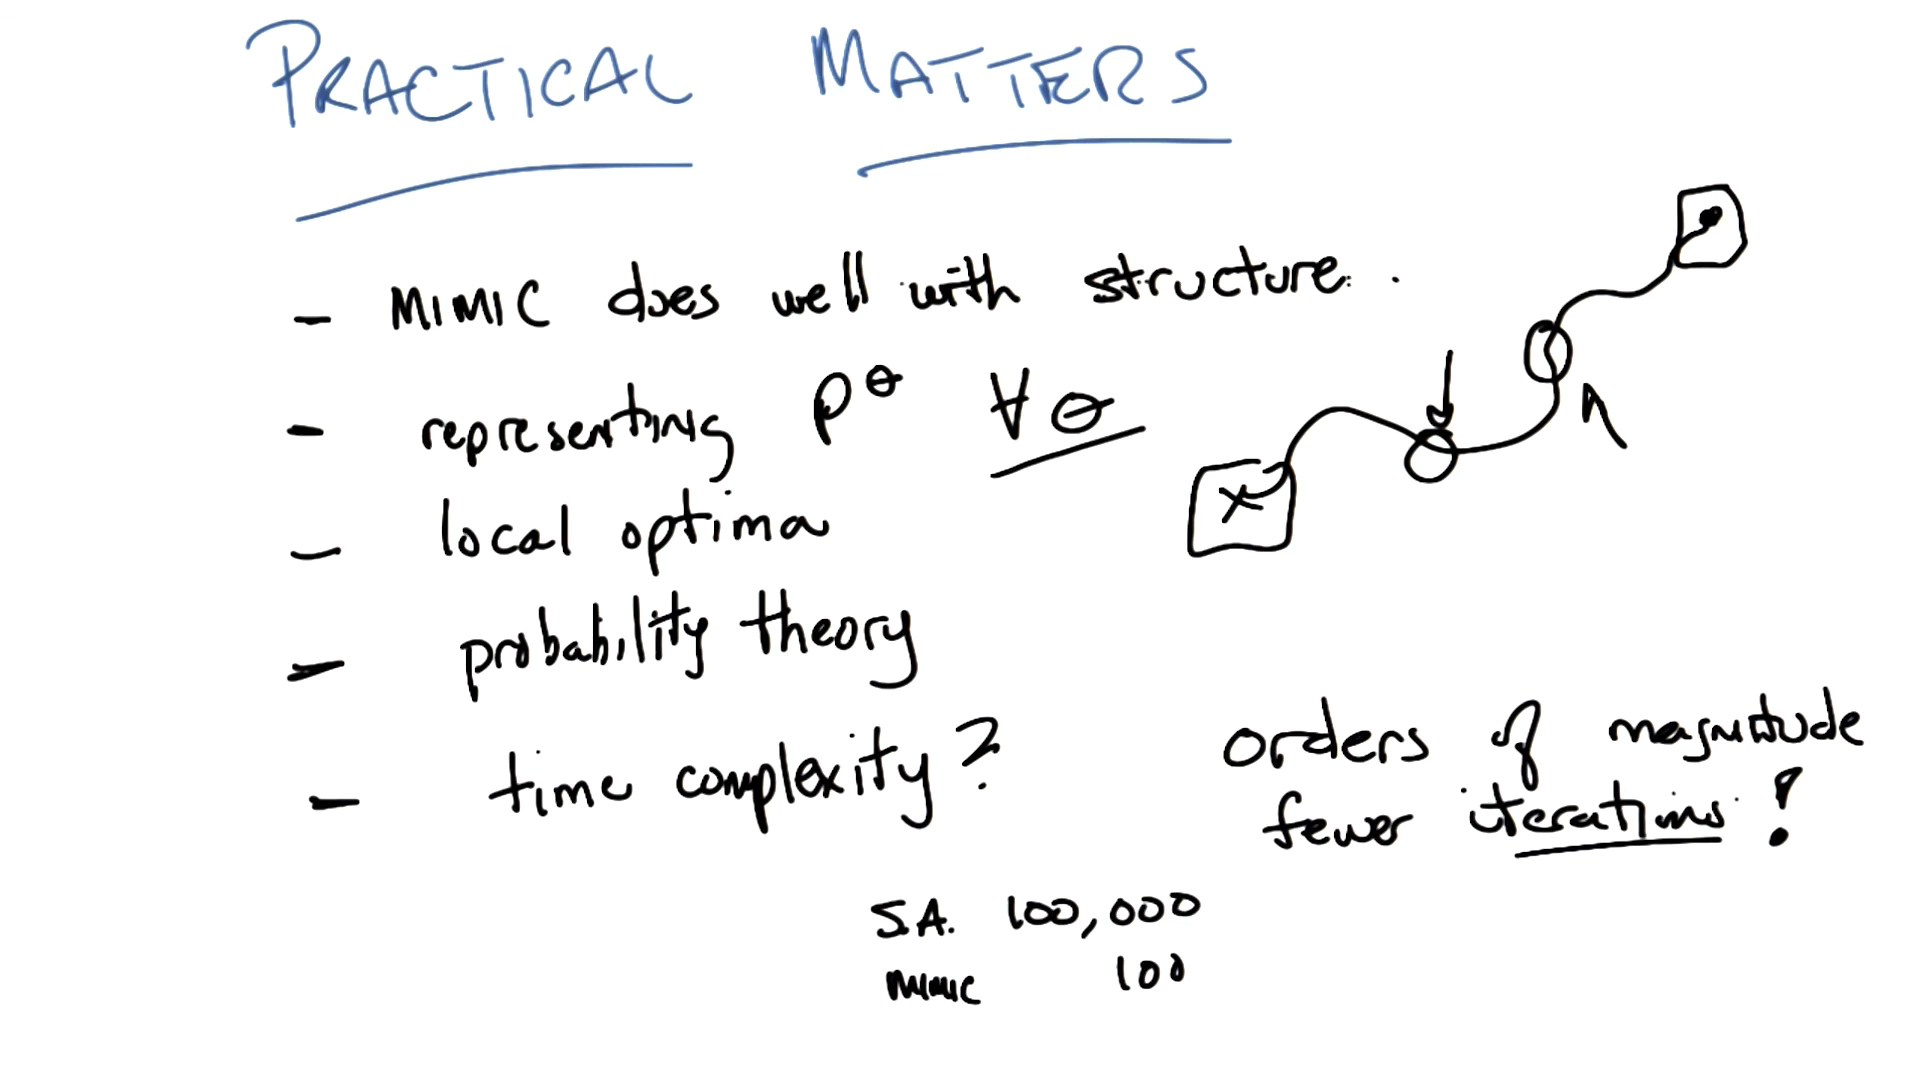 PRACTICAL MATTERS
- MIMIC does well with structure.
- representing P^θ ∀θ
- local optima
- probability theory
- time complexity?
orders of magnitude
fewer iterations!
S.A. 100,000
MIMIC 100